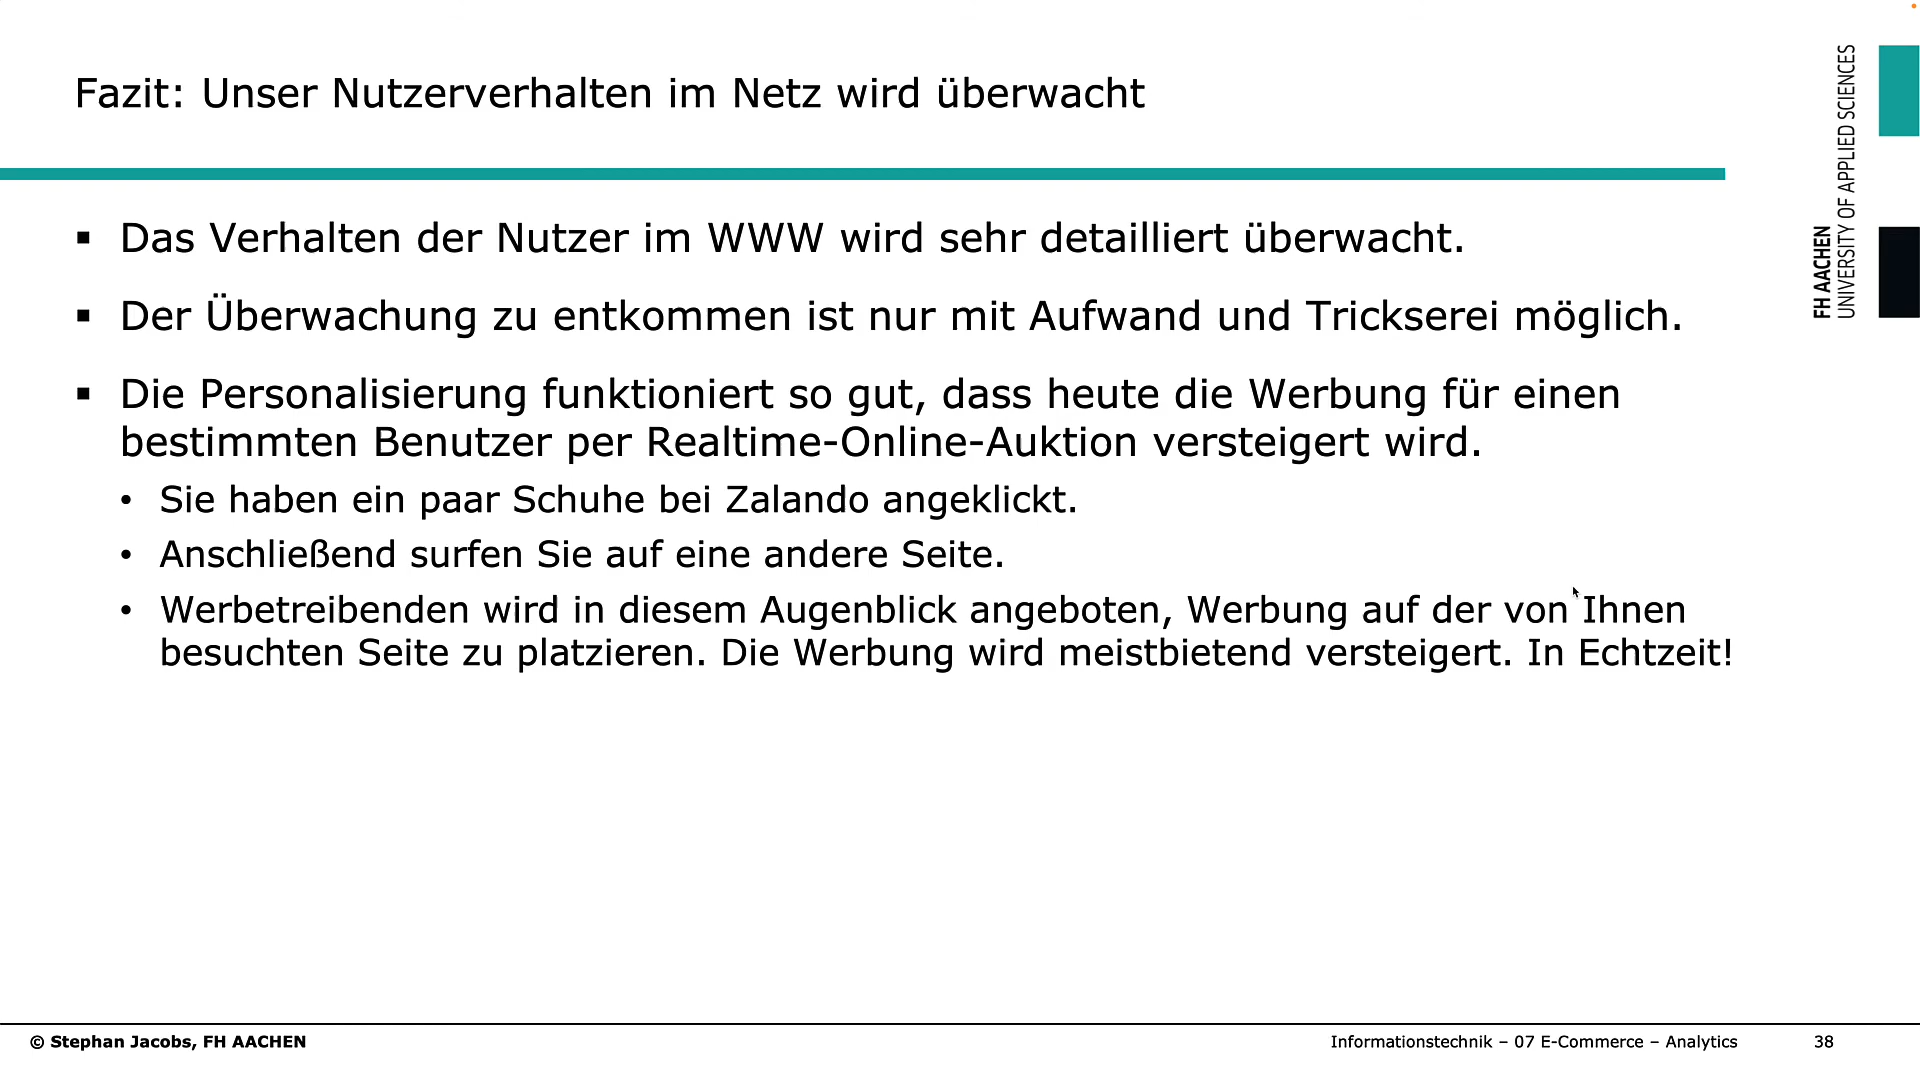 Fazit: Unser Nutzerverhalten im Netz wird überwacht
FH AACHEN
UNIVERSITY OF APPLIED SCIENCES
▪ Das Verhalten der Nutzer im WWW wird sehr detailliert überwacht.
▪ Der Überwachung zu entkommen ist nur mit Aufwand und Trickserei möglich.
▪ Die Personalisierung funktioniert so gut, dass heute die Werbung für einen
bestimmten Benutzer per Realtime-Online-Auktion versteigert wird.
• Sie haben ein paar Schuhe bei Zalando angeklickt.
• Anschließend surfen Sie auf eine andere Seite.
• Werbetreibenden wird in diesem Augenblick angeboten, Werbung auf der von Ihnen
besuchten Seite zu platzieren. Die Werbung wird meistbietend versteigert. In Echtzeit!
© Stephan Jacobs, FH AACHEN
Informationstechnik – 07 E-Commerce – Analytics
38